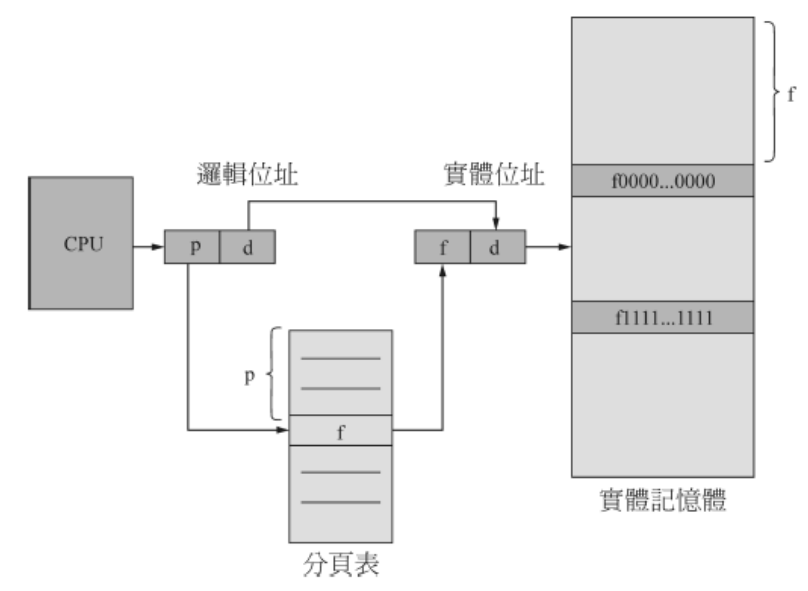 f
f0000...0000
邏輯位址
實體位址
CPU
p
d
f
d
f1111...1111
p
f
實體記憶體
分頁表